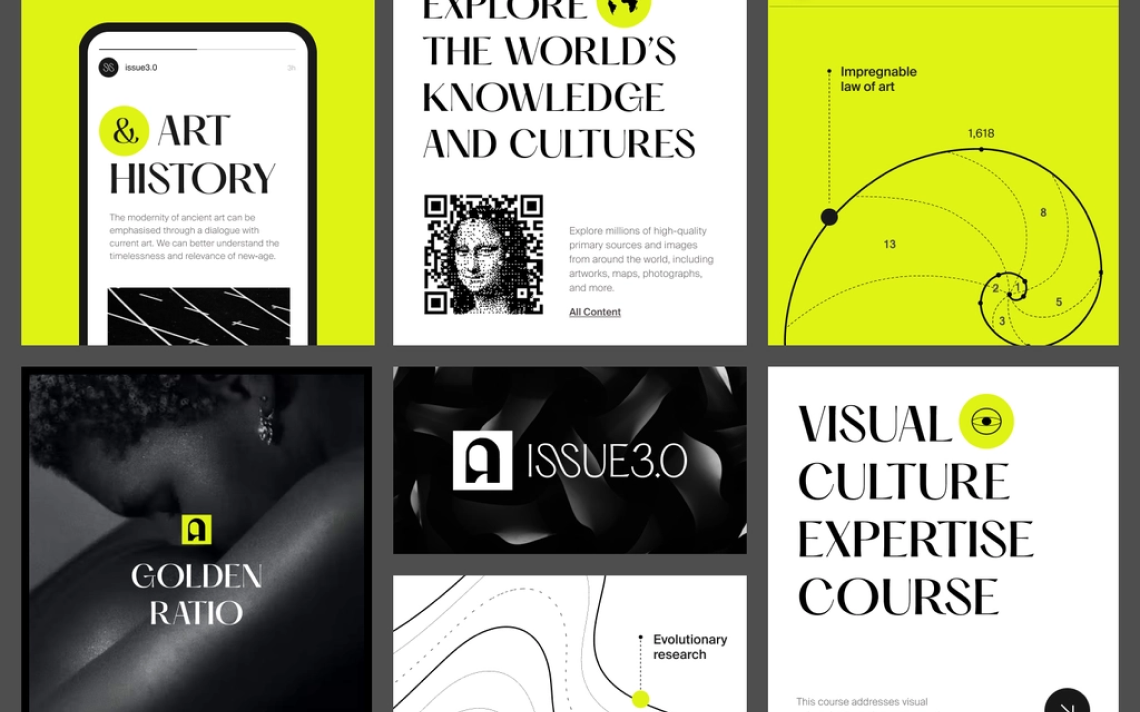 issue3.0
3h
& ART
HISTORY
The modernity of ancient art can be
emphasised through a dialogue with
current art. We can better understand the
timelessness and relevance of new-age.
EXPLORE
THE WORLD'S
KNOWLEDGE
AND CULTURES
Explore millions of high-quality
primary sources and images
from around the world, including
artworks, maps, photographs,
and more.
All Content
Impregnable
law of art
1,618
8
13
2
1
5
3
GOLDEN
RATIO
ISSUE3.0
Evolutionary
research
VISUAL
CULTURE
EXPERTISE
COURSE
This course addresses visual